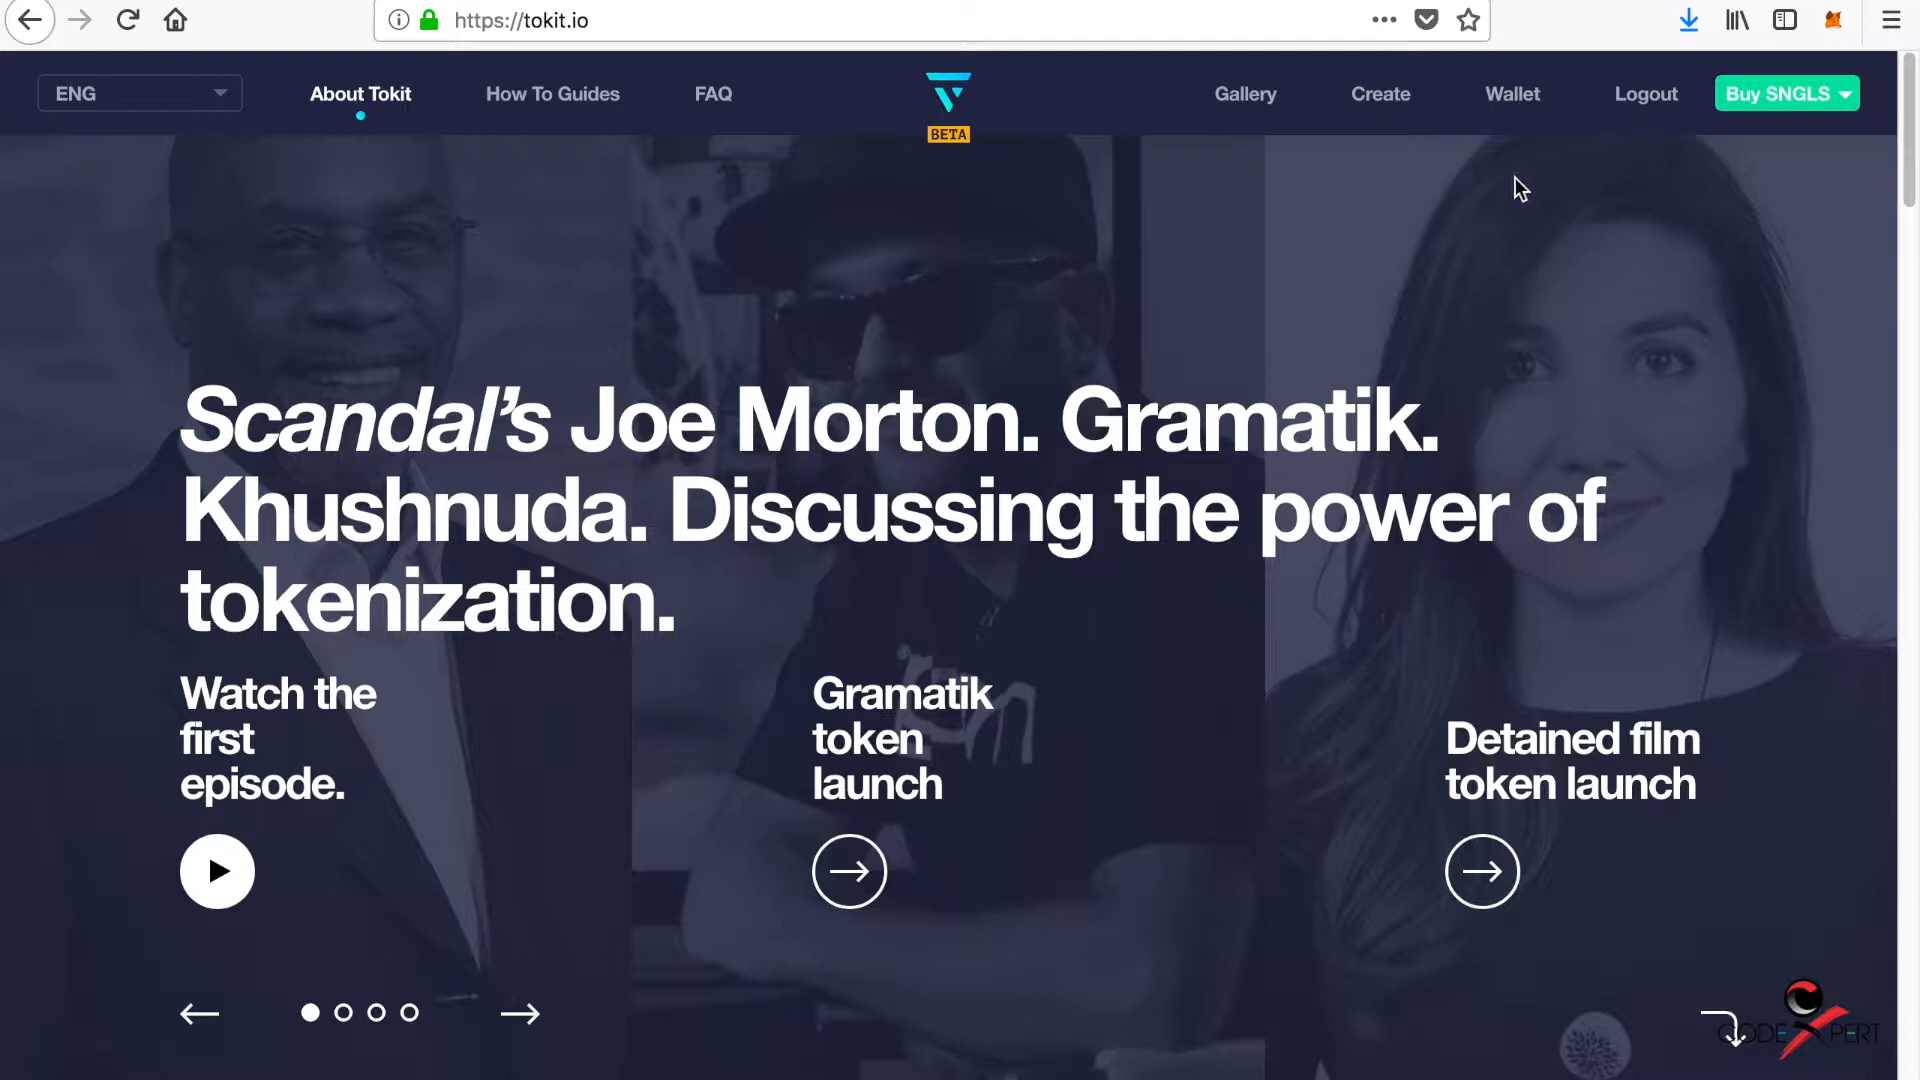 https://tokit.io
ENG
About Tokit
How To Guides
FAQ
BETA
Gallery
Create
Wallet
Logout
Buy SNGLS
Scandal's Joe Morton. Gramatik.
Khushnuda. Discussing the power of
tokenization.
Watch the
first
episode.
Gramatik
token
launch
Detained film
token launch
CODEXPERT